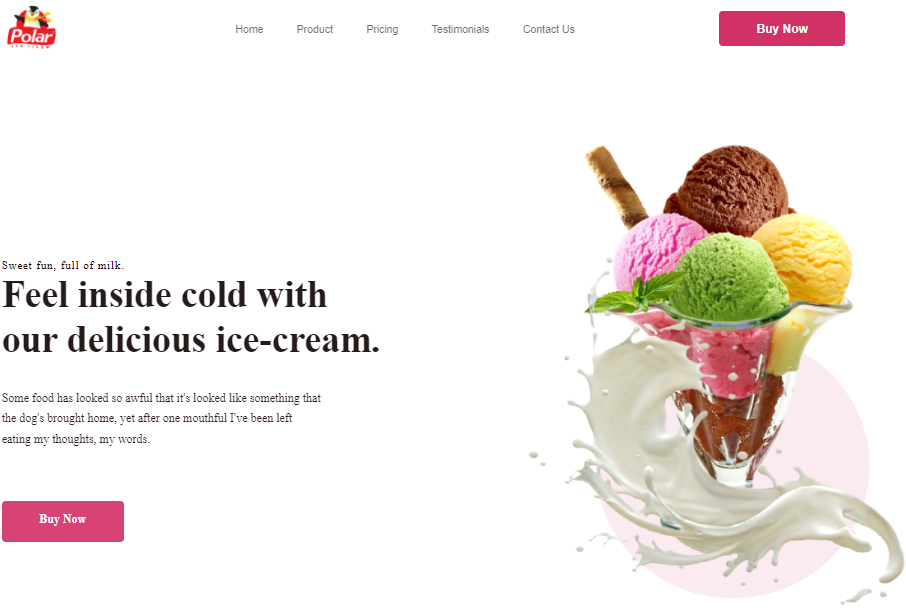 Polar
ICE CREAM
Home Product Pricing Testimonials Contact Us Buy Now
Sweet fun, full of milk.
Feel inside cold with
our delicious ice-cream.
Some food has looked so awful that it's looked like something that
the dog's brought home, yet after one mouthful I've been left
eating my thoughts, my words.
Buy Now